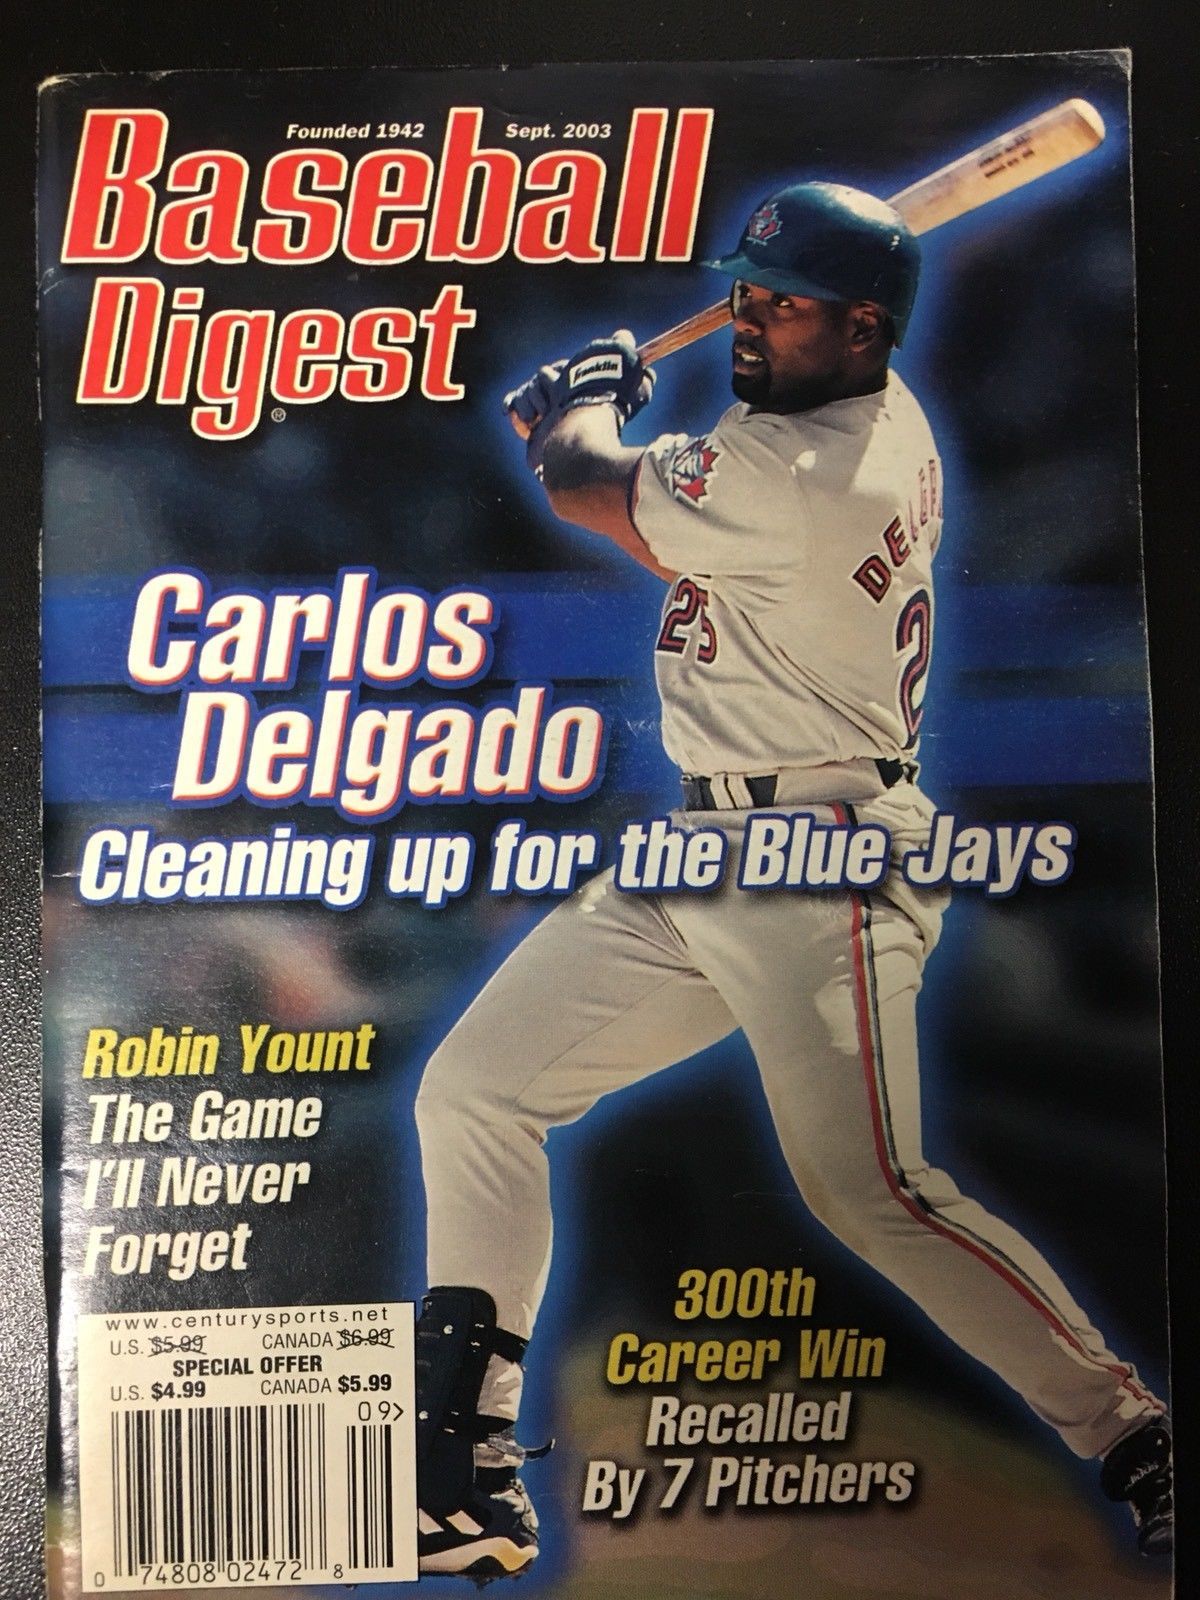 Founded 1942 Sept. 2003
Baseball
Digest
®
Franklin
25
2
Carlos
Delgado
Cleaning up for the Blue Jays
Robin Yount
The Game
I'll Never
Forget
300th
Career Win
Recalled
By 7 Pitchers
www.centurysports.net
U.S. $5.99 CANADA $6.99
SPECIAL OFFER
U.S. $4.99 CANADA $5.99
09>
0 74808 02472 8
adidas